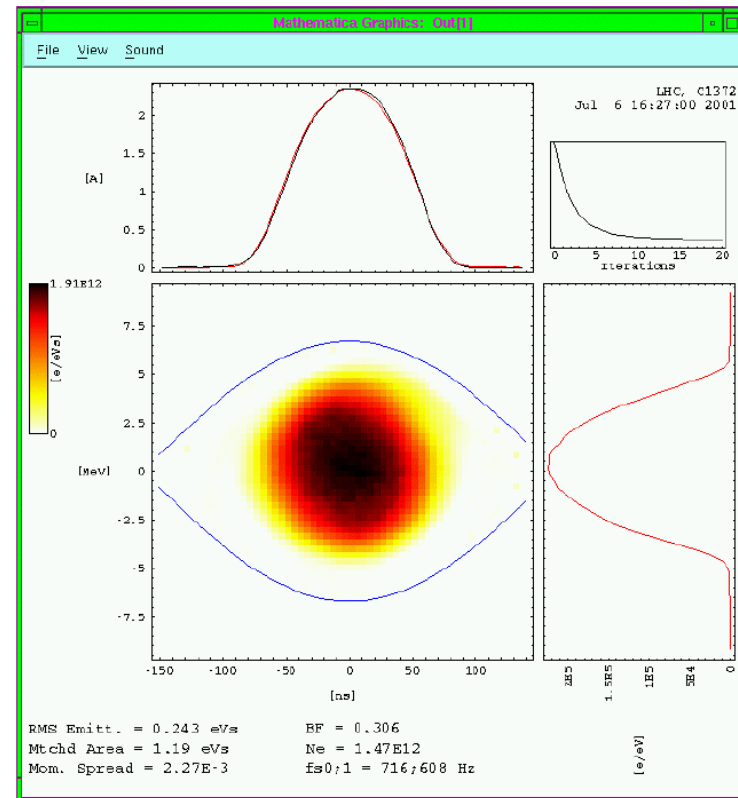 Mathematica Graphics: Out[1]
File View Sound
LHC, C1372
Jul 6 16:27:00 2001
2
1.5
[A]
1
0.5
0
0 5 10 15 20
Iterations
1.91E12
[e/eVs]
0
7.5
5
2.5
[MeV]
0
-2.5
-5
-7.5
-150 -100 -50 0 50 100
[ns]
2E5
1.5E5
1E5
5E4
0
[e/eV]
RMS Emitt. = 0.243 eVs
BF = 0.306
Mtchd Area = 1.19 eVs
Ne = 1.47E12
Mom. Spread = 2.27E-3
fs0;1 = 716;608 Hz